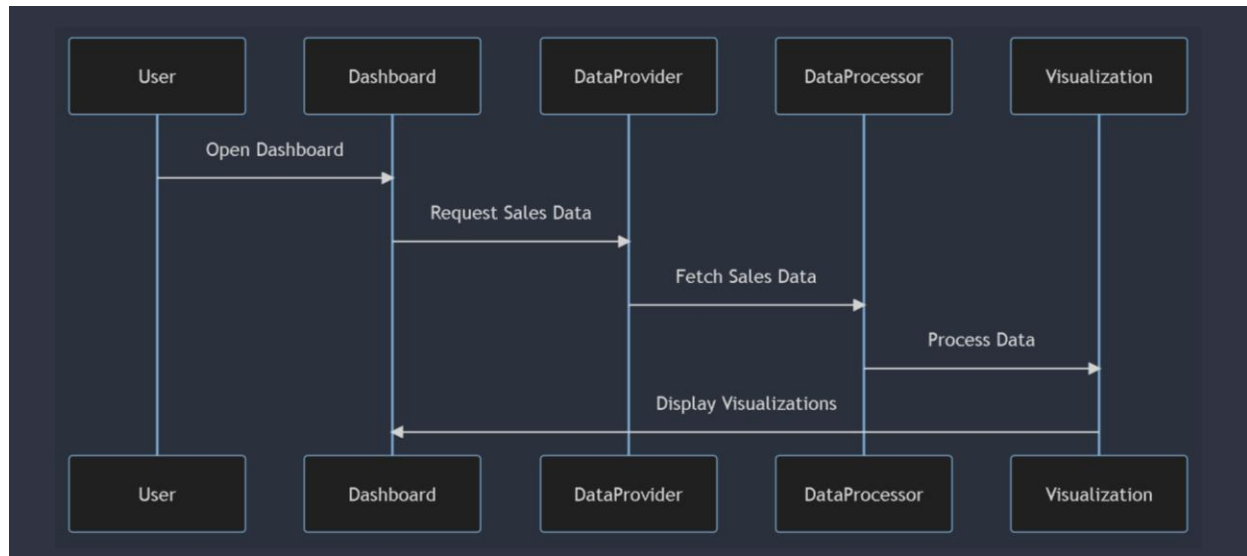 User
Dashboard
DataProvider
DataProcessor
Visualization
Open Dashboard
Request Sales Data
Fetch Sales Data
Process Data
Display Visualizations
User
Dashboard
DataProvider
DataProcessor
Visualization